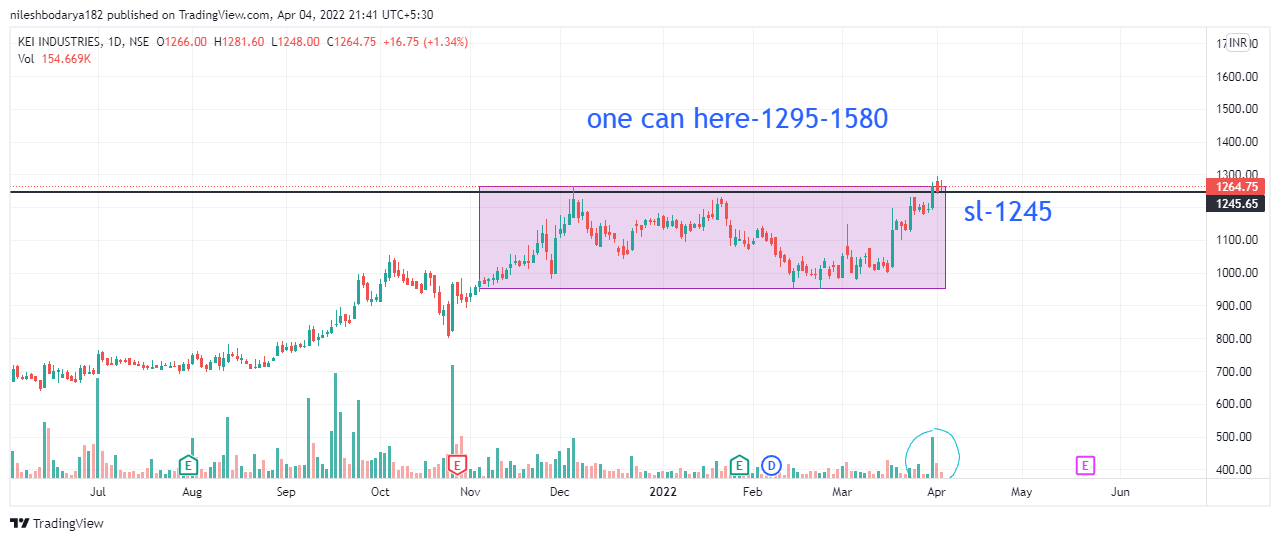 nileshbodarya182 published on TradingView.com, Apr 04, 2022 21:41 UTC+5:30
KEI INDUSTRIES, 1D, NSE O1266.00 H1281.60 L1248.00 C1264.75 +16.75 (+1.34%)
INR
Vol 154.669K
1600.00
one can here-1295-1580
1500.00
1400.00
1300.00
1264.75
1245.65
sl-1245
1100.00
1000.00
900.00
800.00
700.00
600.00
500.00
E E E D E
400.00
Jul Aug Sep Oct Nov Dec 2022 Feb Mar Apr May Jun
TradingView